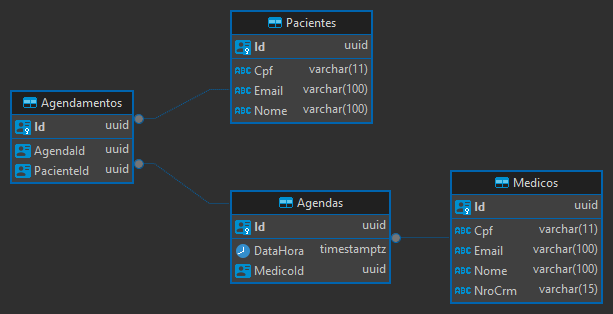 Pacientes
Id uuid
ABC Cpf varchar(11)
ABC Email varchar(100)
ABC Nome varchar(100)
Agendamentos
Id uuid
AgendaId uuid
PacienteId uuid
Agendas
Id uuid
DataHora timestamptz
MedicoId uuid
Medicos
Id uuid
ABC Cpf varchar(11)
ABC Email varchar(100)
ABC Nome varchar(100)
ABC NroCrm varchar(15)